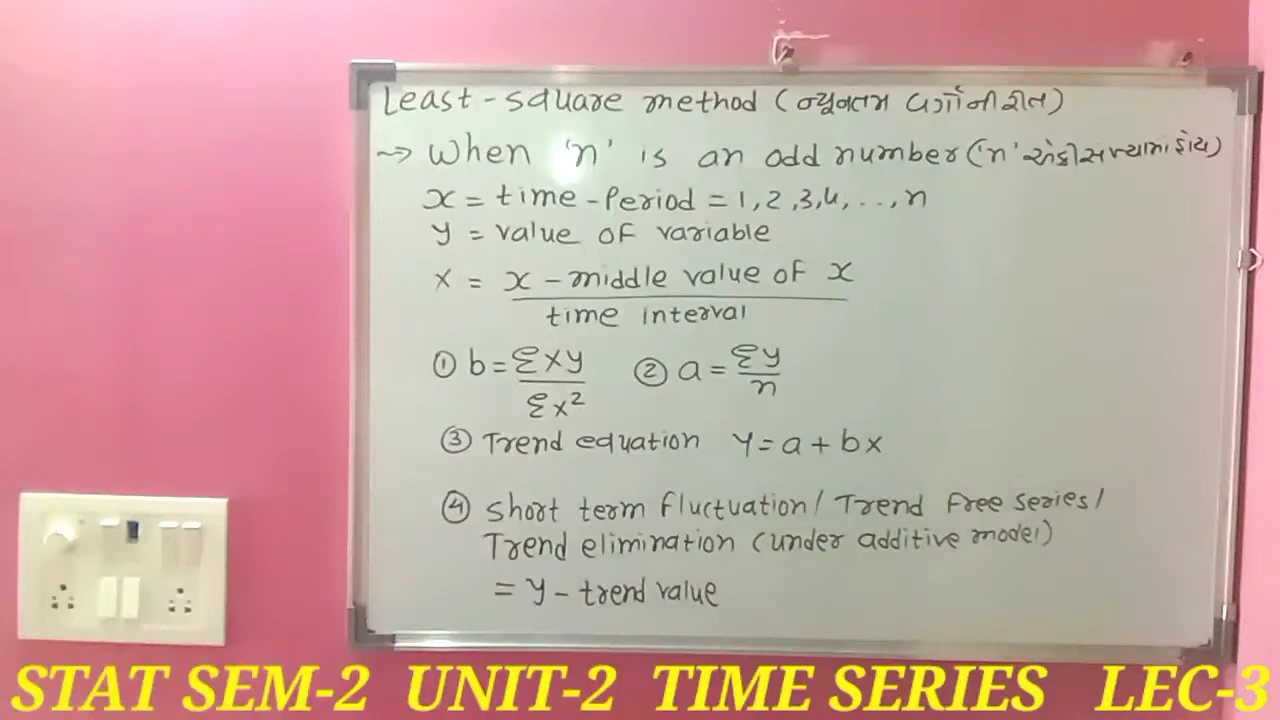 Least-square method (ન્યૂનતમ વર્ગોની રીત)
~> When 'n' is an odd number ('n' એકી સંખ્યામાં હોય)
x = time-Period = 1,2,3,4,...,n
y = value of variable
X = x - middle value of x
time interval
① b = ΣXy ② a = Σy
ΣX² n
③ Trend equation Y = a + bx
④ Short term fluctuation/ Trend free series/
Trend elimination (under additive model)
= y - trend value
STAT SEM-2 UNIT-2 TIME SERIES LEC-3